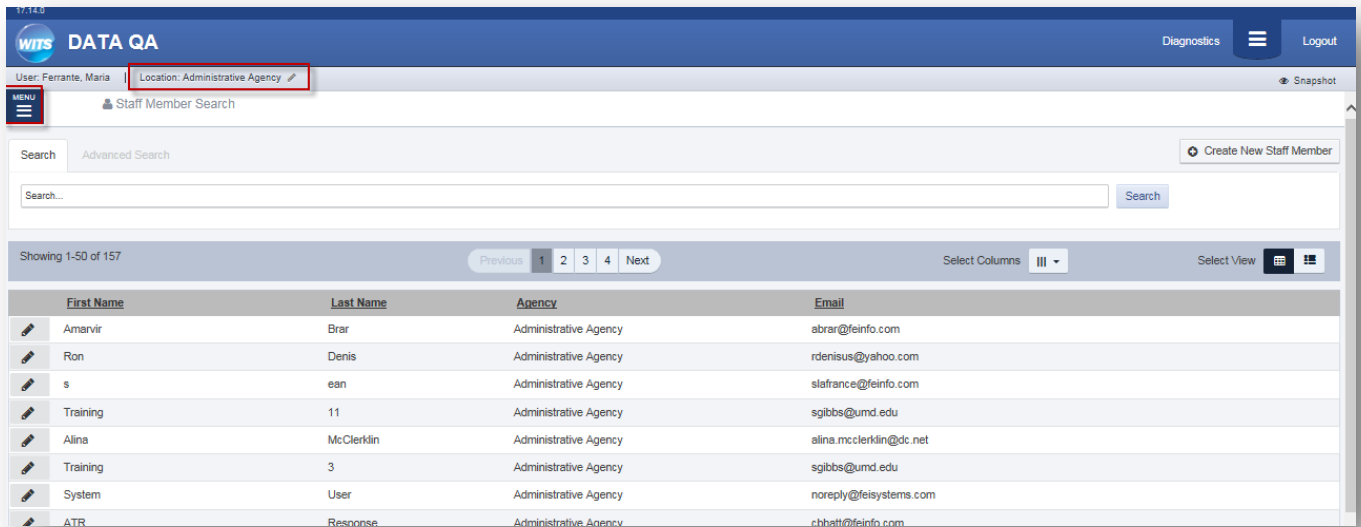 17.14.0
WITS DATA QA Diagnostics Logout
User: Ferrante, Maria | Location: Administrative Agency Snapshot
MENU Staff Member Search
Search Advanced Search Create New Staff Member
Search... Search
Showing 1-50 of 157 Previous 1 2 3 4 Next Select Columns Select View
First Name Last Name Agency Email
Amarvir Brar Administrative Agency abrar@feinfo.com
Ron Denis Administrative Agency rdenisus@yahoo.com
s ean Administrative Agency slafrance@feinfo.com
Training 11 Administrative Agency sgibbs@umd.edu
Alina McClerklin Administrative Agency alina.mcclerklin@dc.net
Training 3 Administrative Agency sgibbs@umd.edu
System User Administrative Agency noreply@feisystems.com
ATR Response Administrative Agency cbhatt@feinfo.com